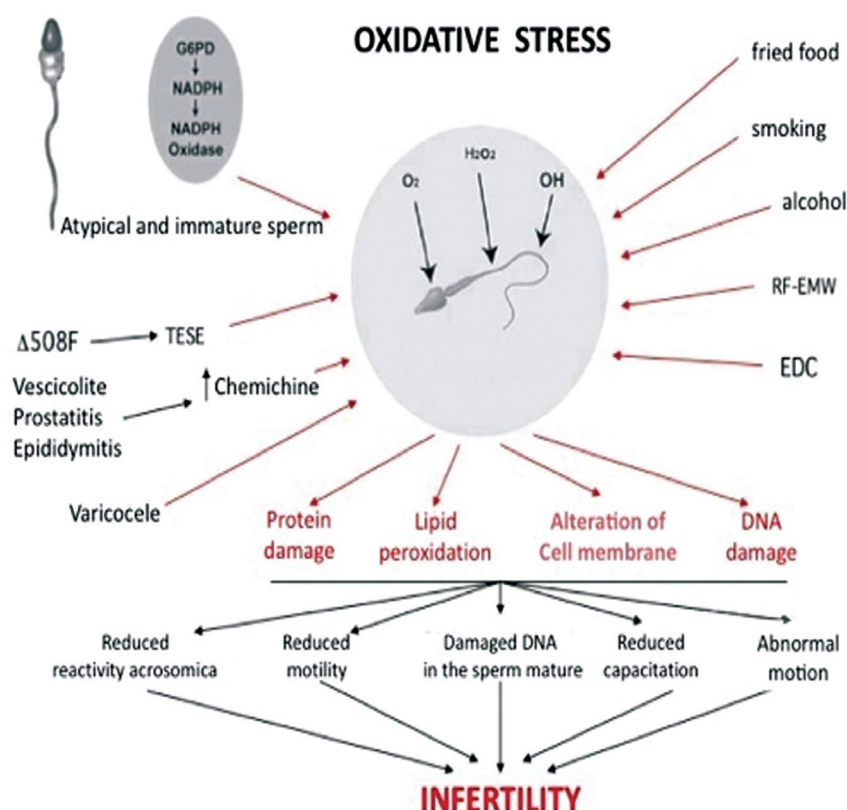 OXIDATIVE STRESS
G6PD
NADPH
NADPH
Oxidase
Atypical and immature sperm
Δ508F
TESE
Vescicolite
Prostatitis
Epididymitis
Chemichine
Varicocele
O₂
H₂O₂
OH
fried food
smoking
alcohol
RF-EMW
EDC
Protein
damage
Lipid
peroxidation
Alteration of
Cell membrane
DNA
damage
Reduced
reactivity acrosomica
Reduced
motility
Damaged DNA
in the sperm mature
Reduced
capacitation
Abnormal
motion
INFERTILITY